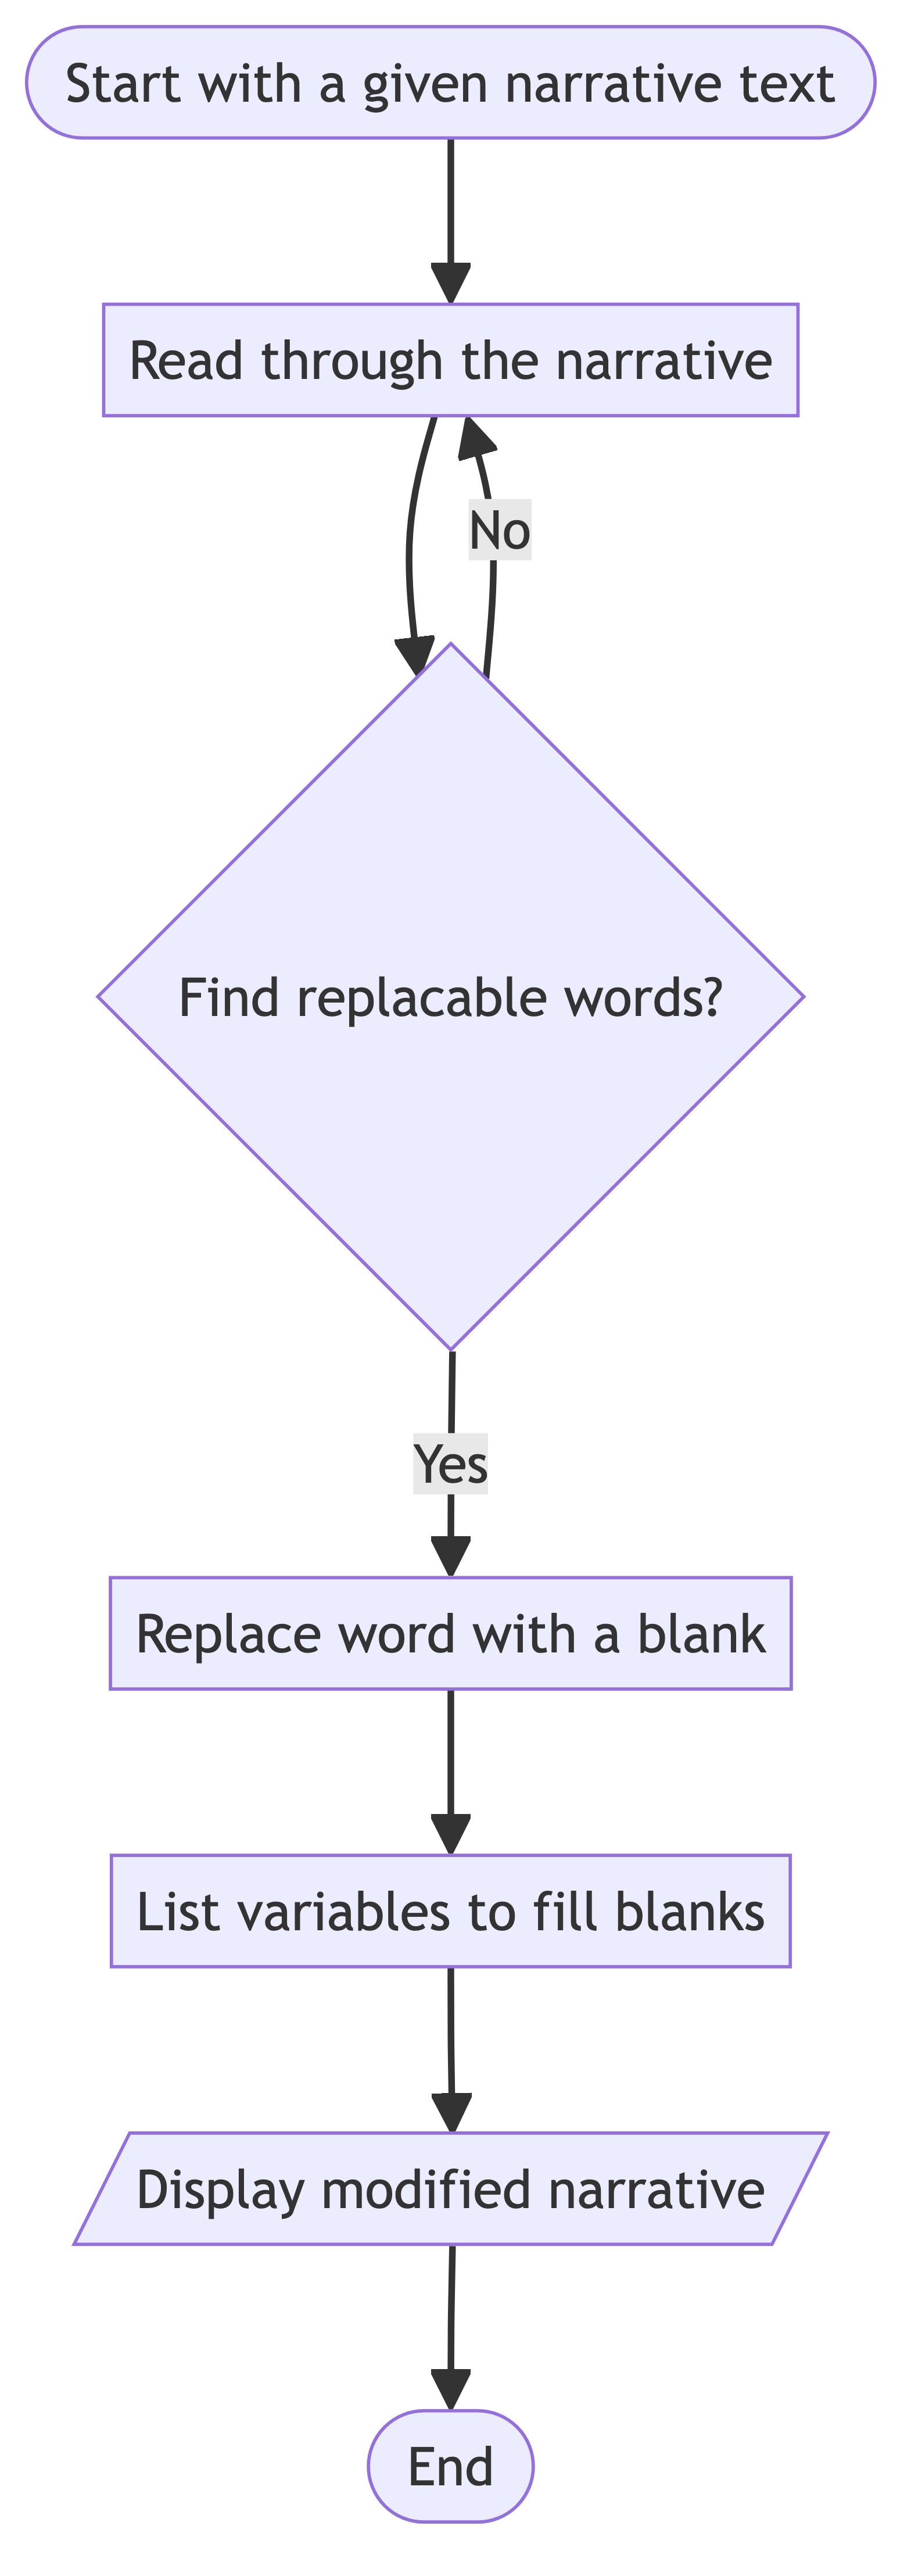 Start with a given narrative text
Read through the narrative
No
Find replacable words?
Yes
Replace word with a blank
List variables to fill blanks
Display modified narrative
End